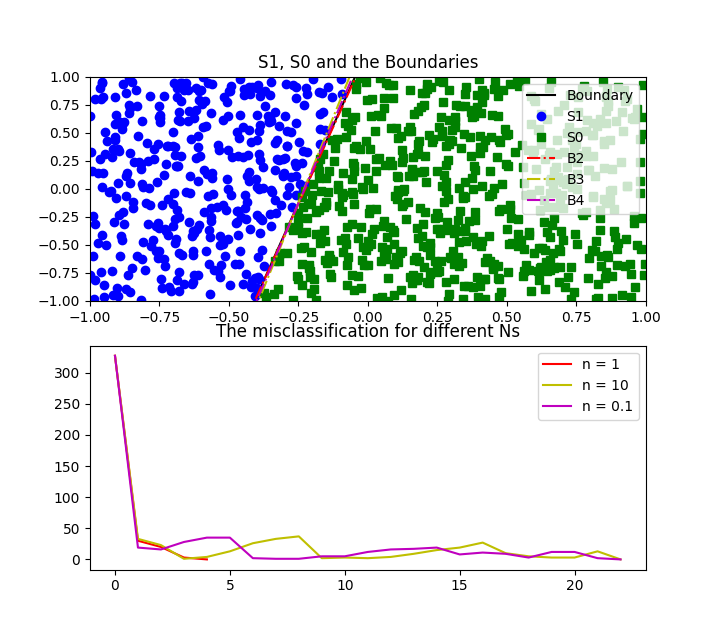 S1, S0 and the Boundaries
1.00
0.75
0.50
0.25
0.00
−0.25
−0.50
−0.75
−1.00
Boundary
S1
S0
B2
B3
B4
−1.00 −0.75 −0.50 −0.25 0.00 0.25 0.50 0.75 1.00
The misclassification for different Ns
300
250
200
150
100
50
0
n = 1
n = 10
n = 0.1
0 5 10 15 20